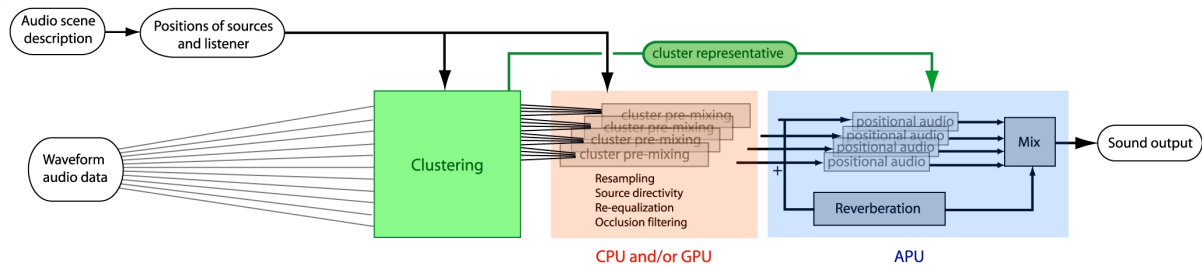 Audio scene
description
Positions of sources
and listener
cluster representative
Waveform
audio data
Clustering
cluster pre-mixing
cluster pre-mixing
cluster pre-mixing
cluster pre-mixing
Resampling
Source directivity
Re-equalization
Occlusion filtering
CPU and/or GPU
positional audio
positional audio
positional audio
positional audio
+
Reverberation
Mix
APU
Sound output